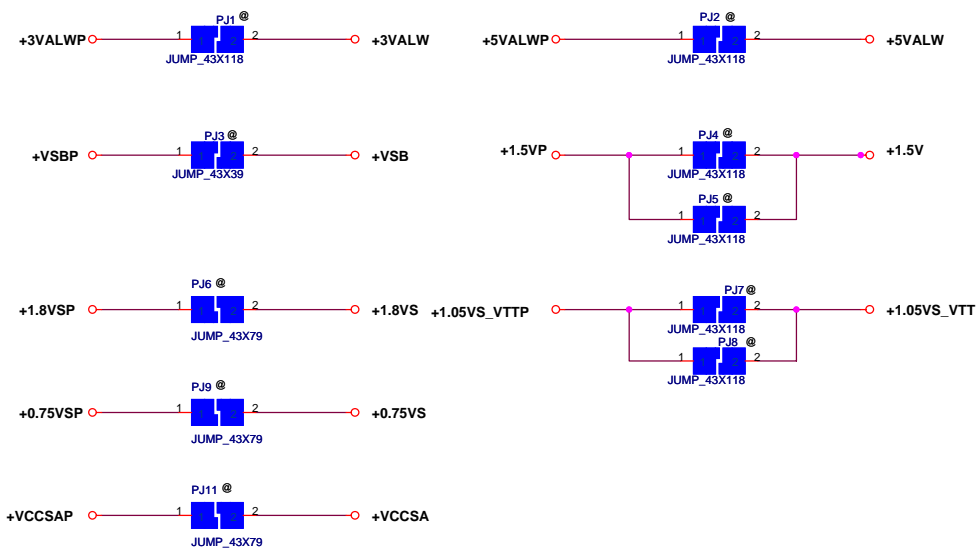 PJ1 @
+3VALWP 1 1 2 2 +3VALW
JUMP_43X118
PJ2 @
+5VALWP 1 1 2 2 +5VALW
JUMP_43X118
PJ3 @
+VSBP 1 1 2 2 +VSB
JUMP_43X39
PJ4 @
+1.5VP 1 1 2 2 +1.5V
JUMP_43X118
PJ5 @
1 1 2 2
JUMP_43X118
PJ6 @
+1.8VSP 1 1 2 2 +1.8VS
JUMP_43X79
PJ7 @
+1.05VS_VTTP 1 1 2 2 +1.05VS_VTT
JUMP_43X118
PJ8 @
1 1 2 2
JUMP_43X118
PJ9 @
+0.75VSP 1 1 2 2 +0.75VS
JUMP_43X79
PJ11 @
+VCCSAP 1 1 2 2 +VCCSA
JUMP_43X79